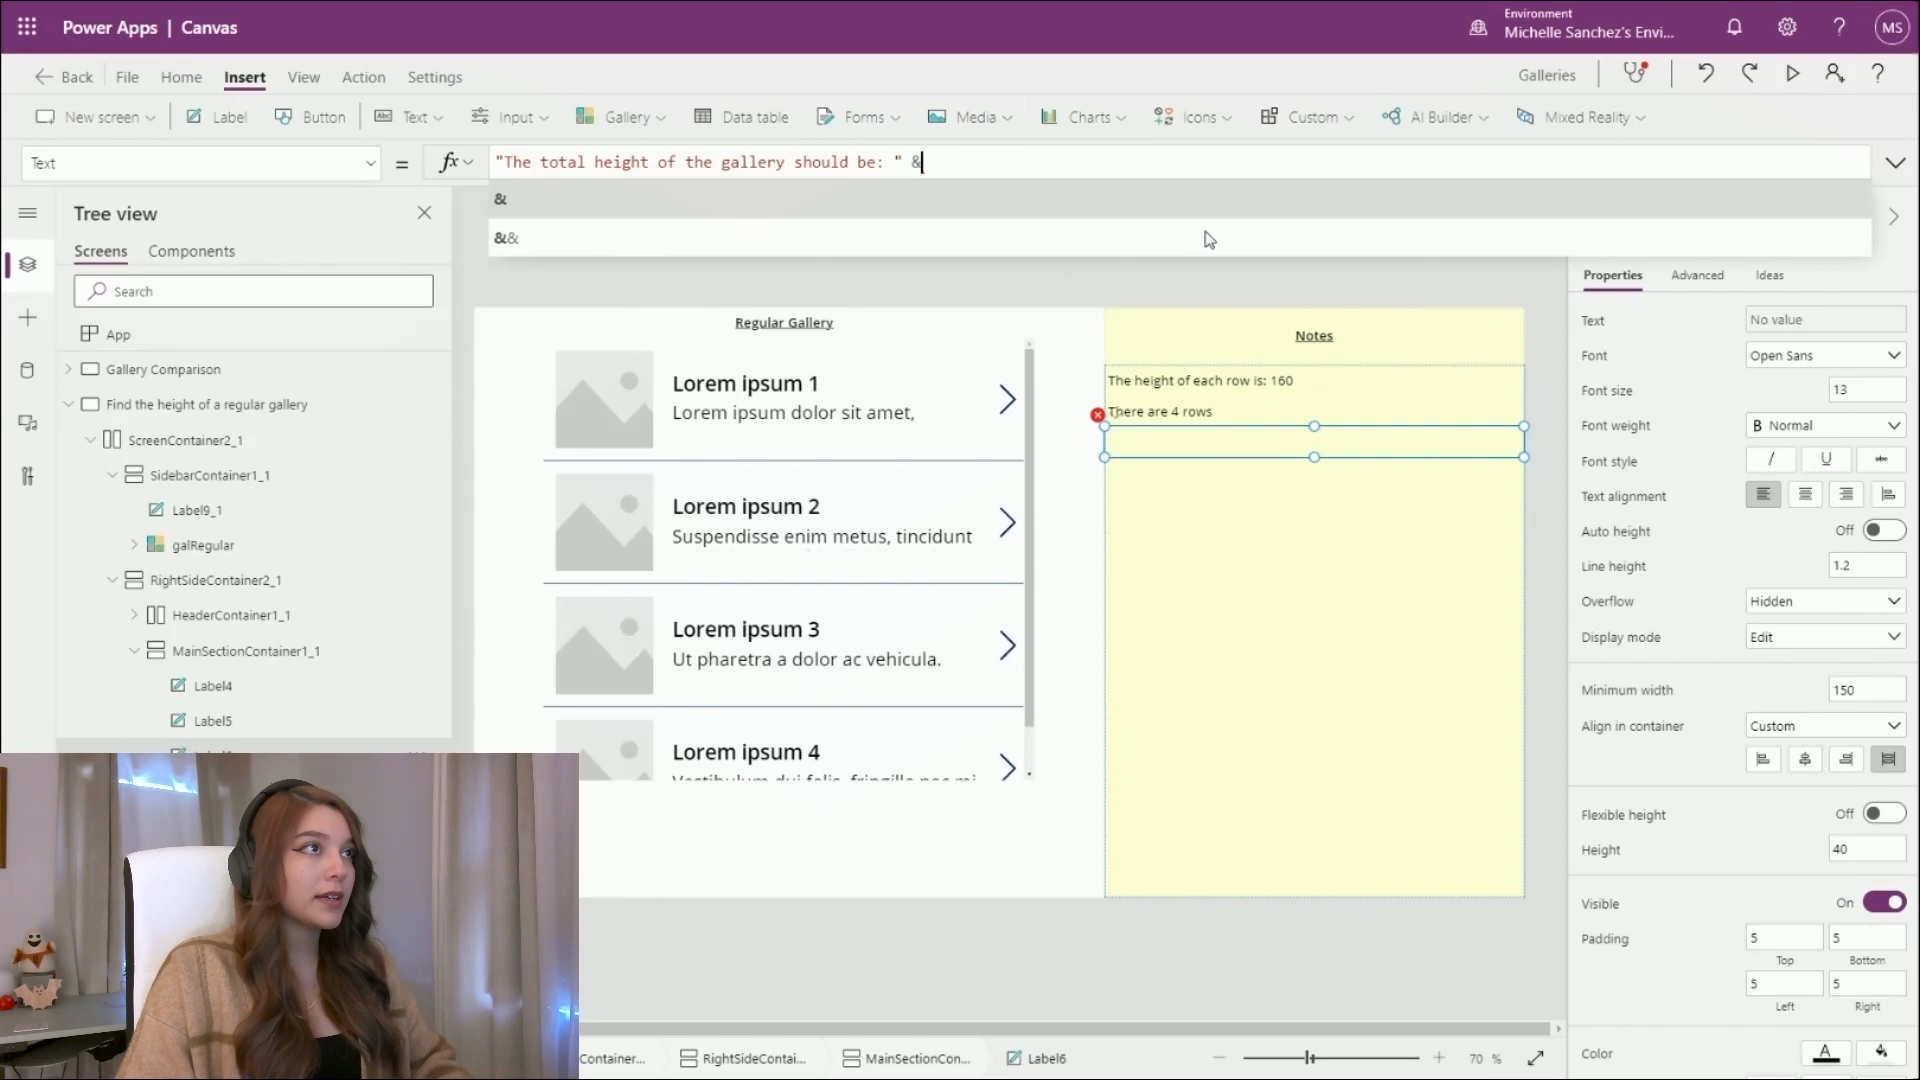 Power Apps | Canvas
Environment
Michelle Sanchez's Envi...
MS
Back File Home Insert View Action Settings
Galleries
New screen Label Button Text Input Gallery Data table Forms Media Charts Icons Custom AI Builder Mixed Reality
Text = fx "The total height of the gallery should be: " &
&
&&
Tree view
Screens Components
Search
App
Gallery Comparison
Find the height of a regular gallery
ScreenContainer2_1
SidebarContainer1_1
Label9_1
galRegular
RightSideContainer2_1
HeaderContainer1_1
MainSectionContainer1_1
Label4
Label5
Regular Gallery
Lorem ipsum 1
Lorem ipsum dolor sit amet,
Lorem ipsum 2
Suspendisse enim metus, tincidunt
Lorem ipsum 3
Ut pharetra a dolor ac vehicula.
Lorem ipsum 4
Vestibulum dui felis, fringilla nec mi
Notes
The height of each row is: 160
There are 4 rows
Properties Advanced Ideas
Text No value
Font Open Sans
Font size 13
Font weight B Normal
Font style / U abc
Text alignment
Auto height Off
Line height 1.2
Overflow Hidden
Display mode Edit
Minimum width 150
Align in container Custom
Flexible height Off
Height 40
Visible On
Padding 5 5
Top Bottom
5 5
Left Right
Color A
Container... RightSideContai... MainSectionCon... Label6
70 %